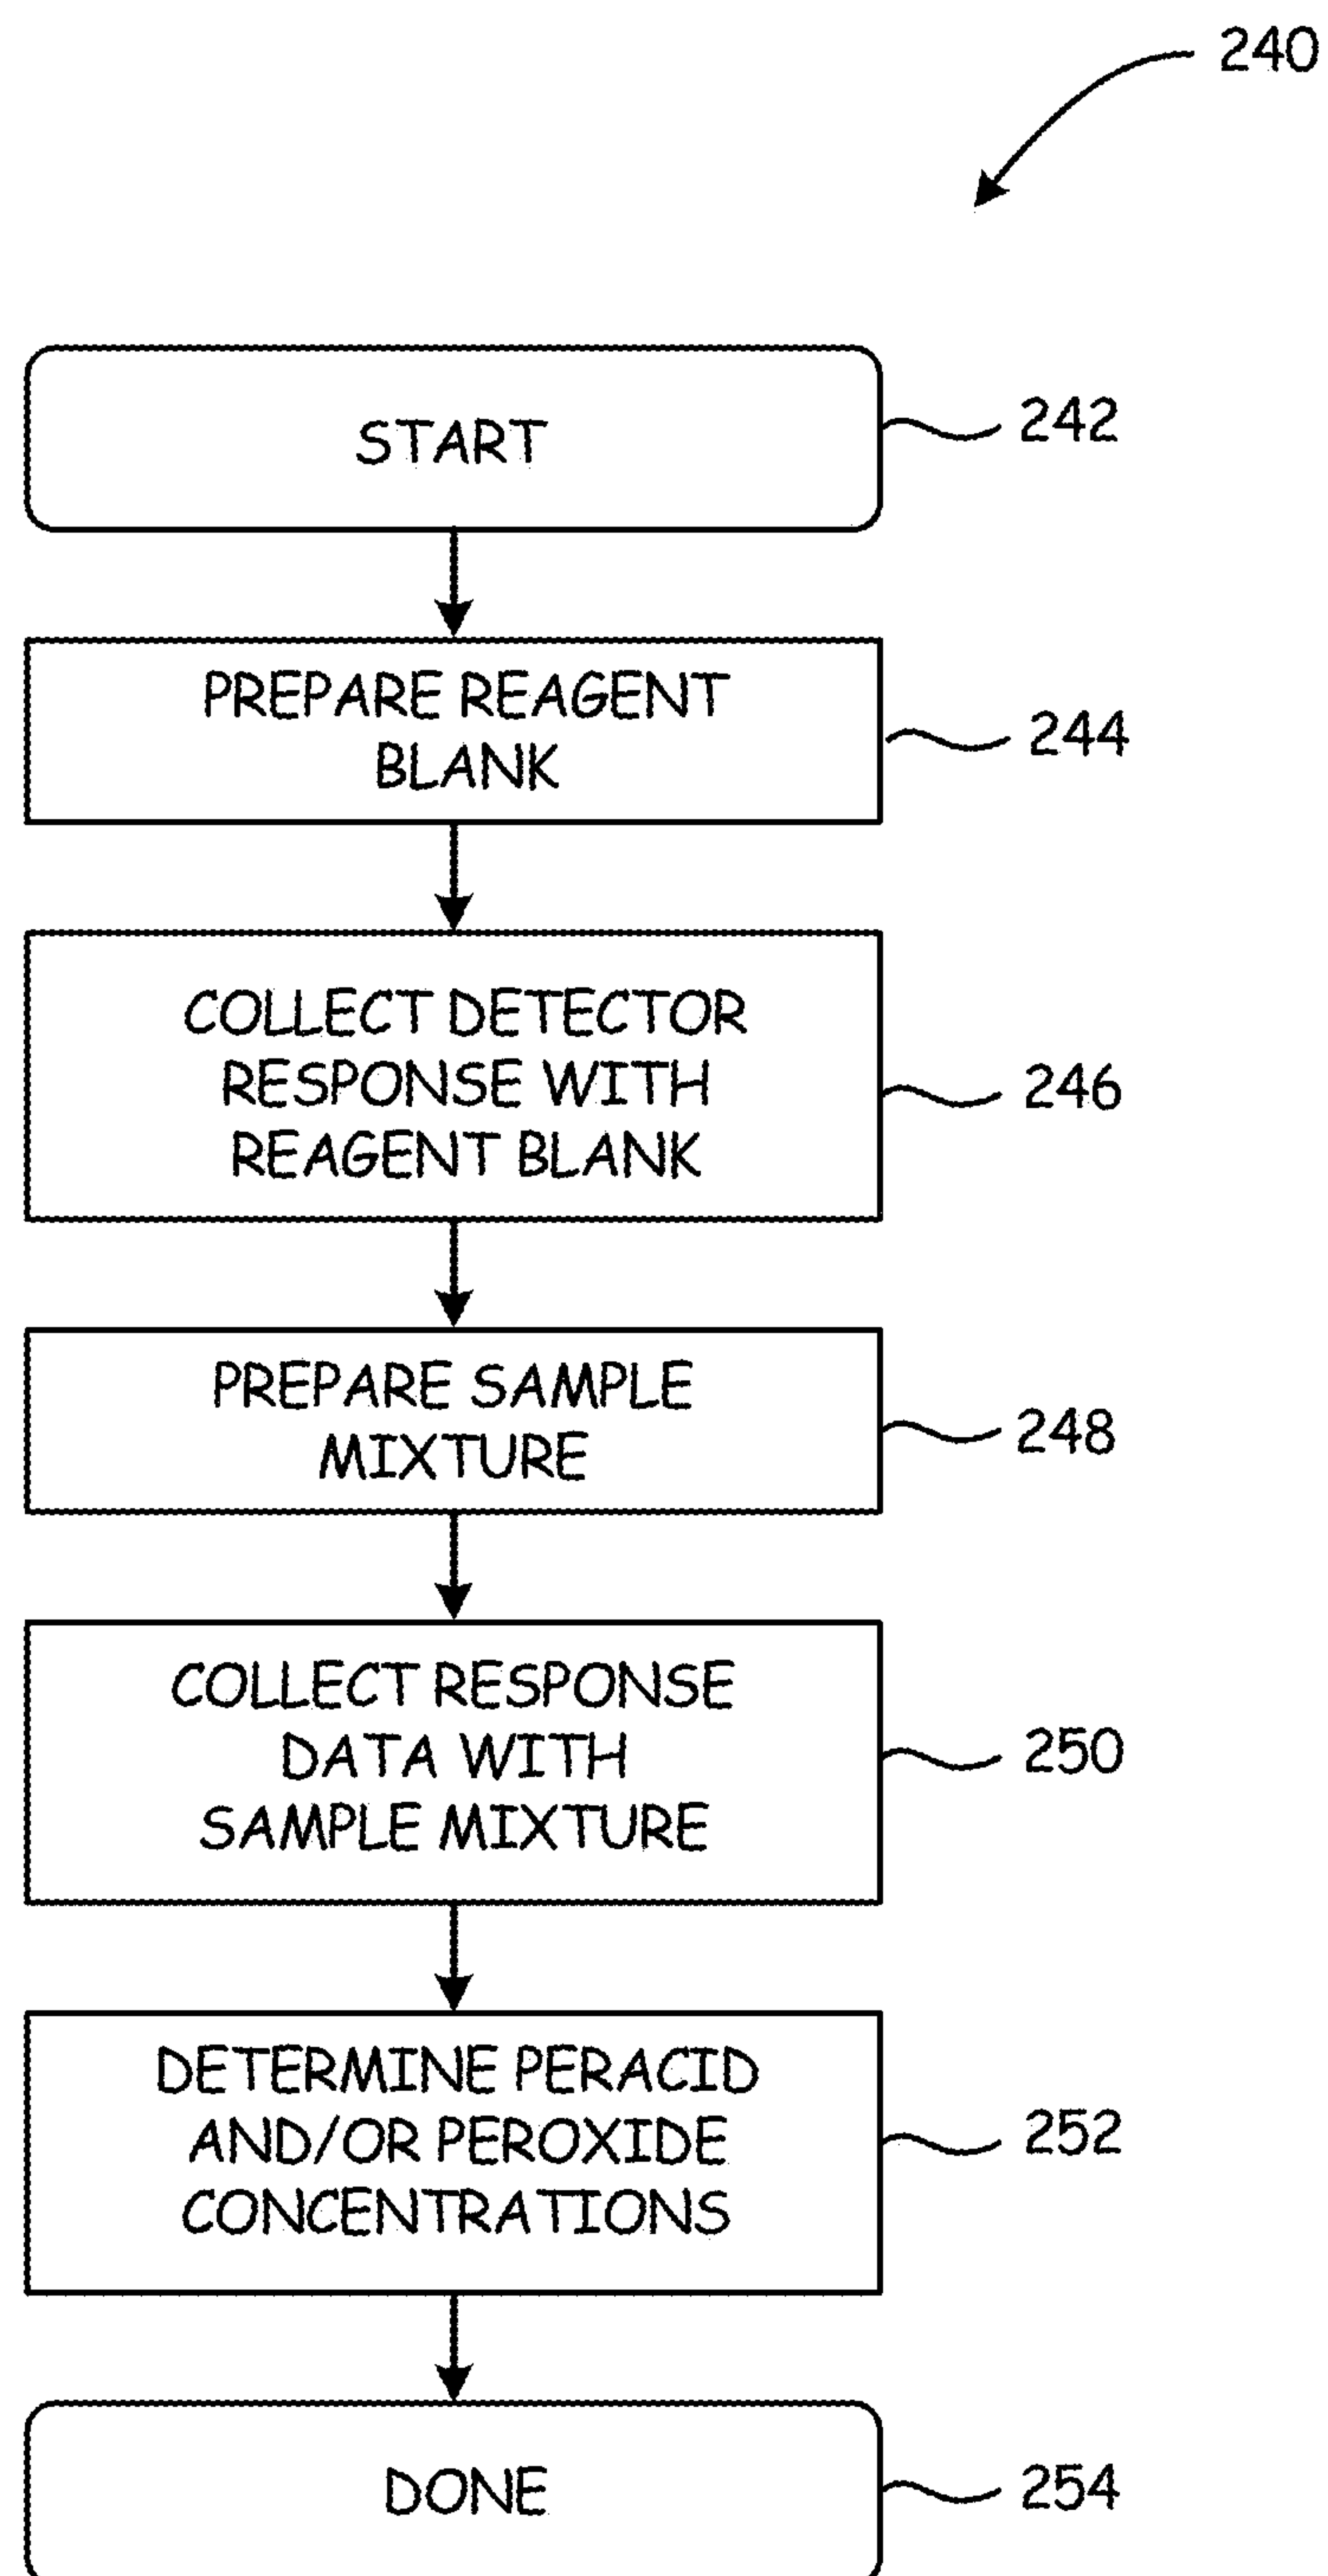 240
START
242
PREPARE REAGENT
BLANK
244
COLLECT DETECTOR
RESPONSE WITH
REAGENT BLANK
246
PREPARE SAMPLE
MIXTURE
248
COLLECT RESPONSE
DATA WITH
SAMPLE MIXTURE
250
DETERMINE PERACID
AND/OR PEROXIDE
CONCENTRATIONS
252
DONE
254